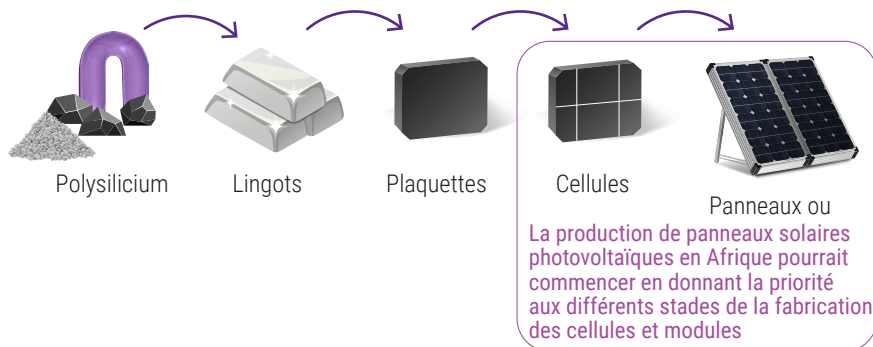 Polysilicium
Lingots
Plaquettes
Cellules
Panneaux ou
La production de panneaux solaires
photovoltaïques en Afrique pourrait
commencer en donnant la priorité
aux différents stades de la fabrication
des cellules et modules